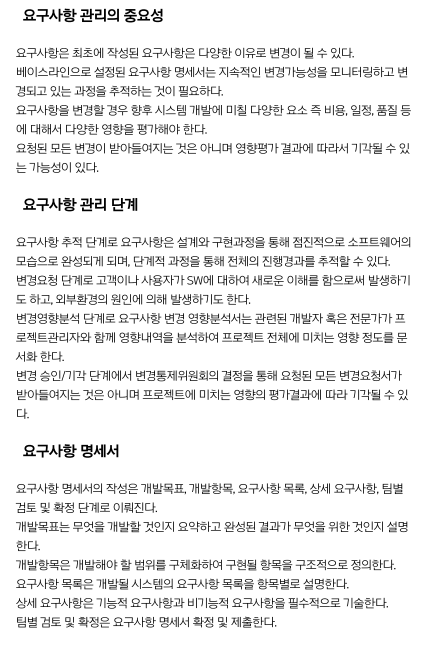 요구사항 관리의 중요성
요구사항은 최초에 작성된 요구사항은 다양한 이유로 변경이 될 수 있다.
베이스라인으로 설정된 요구사항 명세서는 지속적인 변경가능성을 모니터링하고 변
경되고 있는 과정을 추적하는 것이 필요하다.
요구사항을 변경할 경우 향후 시스템 개발에 미칠 다양한 요소 즉 비용, 일정, 품질 등
에 대해서 다양한 영향을 평가해야 한다.
요청된 모든 변경이 받아들여지는 것은 아니며 영향평가 결과에 따라서 기각될 수 있
는 가능성이 있다.
요구사항 관리 단계
요구사항 추적 단계로 요구사항은 설계와 구현과정을 통해 점진적으로 소프트웨어의
모습으로 완성되게 되며, 단계적 과정을 통해 전체의 진행경과를 추적할 수 있다.
변경요청 단계로 고객이나 사용자가 SW에 대하여 새로운 이해를 함으로써 발생하기
도 하고, 외부환경의 원인에 의해 발생하기도 한다.
변경영향분석 단계로 요구사항 변경 영향분석서는 관련된 개발자 혹은 전문가가 프
로젝트관리자와 함께 영향내역을 분석하여 프로젝트 전체에 미치는 영향 정도를 문
서화 한다.
변경 승인/기각 단계에서 변경통제위원회의 결정을 통해 요청된 모든 변경요청서가
받아들여지는 것은 아니며 프로젝트에 미치는 영향의 평가결과에 따라 기각될 수 있
다.
요구사항 명세서
요구사항 명세서의 작성은 개발목표, 개발항목, 요구사항 목록, 상세 요구사항, 팀별
검토 및 확정 단계로 이뤄진다.
개발목표는 무엇을 개발할 것인지 요약하고 완성된 결과가 무엇을 위한 것인지 설명
한다.
개발항목은 개발해야 할 범위를 구체화하여 구현될 항목을 구조적으로 정의한다.
요구사항 목록은 개발될 시스템의 요구사항 목록을 항목별로 설명한다.
상세 요구사항은 기능적 요구사항과 비기능적 요구사항을 필수적으로 기술한다.
팀별 검토 및 확정은 요구사항 명세서 확정 및 제출한다.